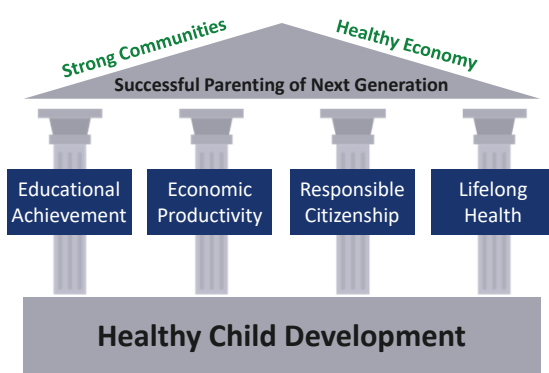 Strong Communities
Healthy Economy
Successful Parenting of Next Generation
Educational
Achievement
Economic
Productivity
Responsible
Citizenship
Lifelong
Health
Healthy Child Development